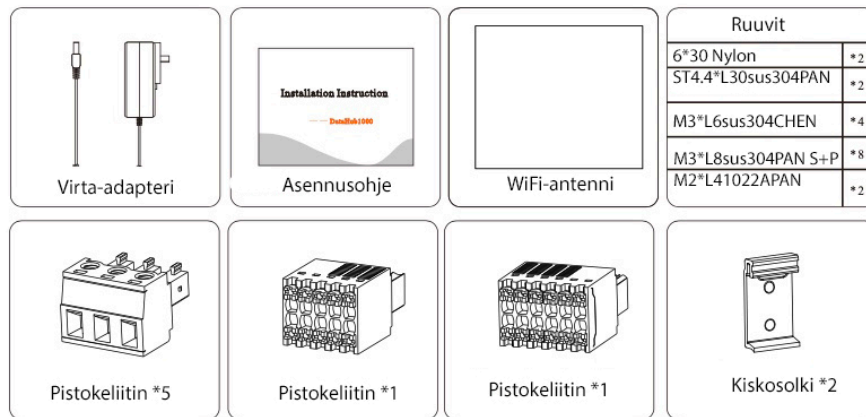 Installation Instruction
—— DataHub1000
Virta-adapteri
Asennusohje
WiFi-antenni
Ruuvit
6*30 Nylon *2
ST4.4*L30sus304PAN *2
M3*L6sus304CHEN *4
M3*L8sus304PAN S+P *8
M2*L41022APAN *2
Pistokeliitin *5
Pistokeliitin *1
Pistokeliitin *1
Kiskosolki *2